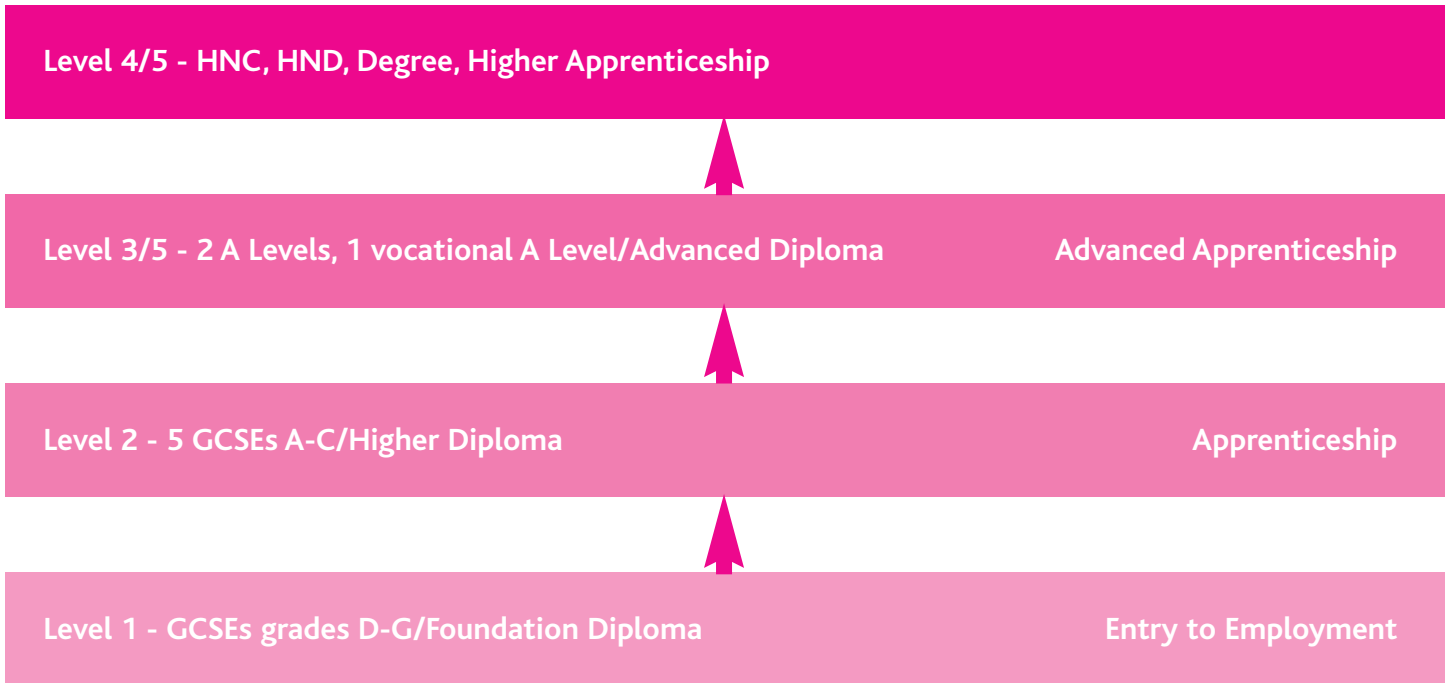 Level 4/5 - HNC, HND, Degree, Higher Apprenticeship
Level 3/5 - 2 A Levels, 1 vocational A Level/Advanced Diploma Advanced Apprenticeship
Level 2 - 5 GCSEs A-C/Higher Diploma Apprenticeship
Level 1 - GCSEs grades D-G/Foundation Diploma Entry to Employment